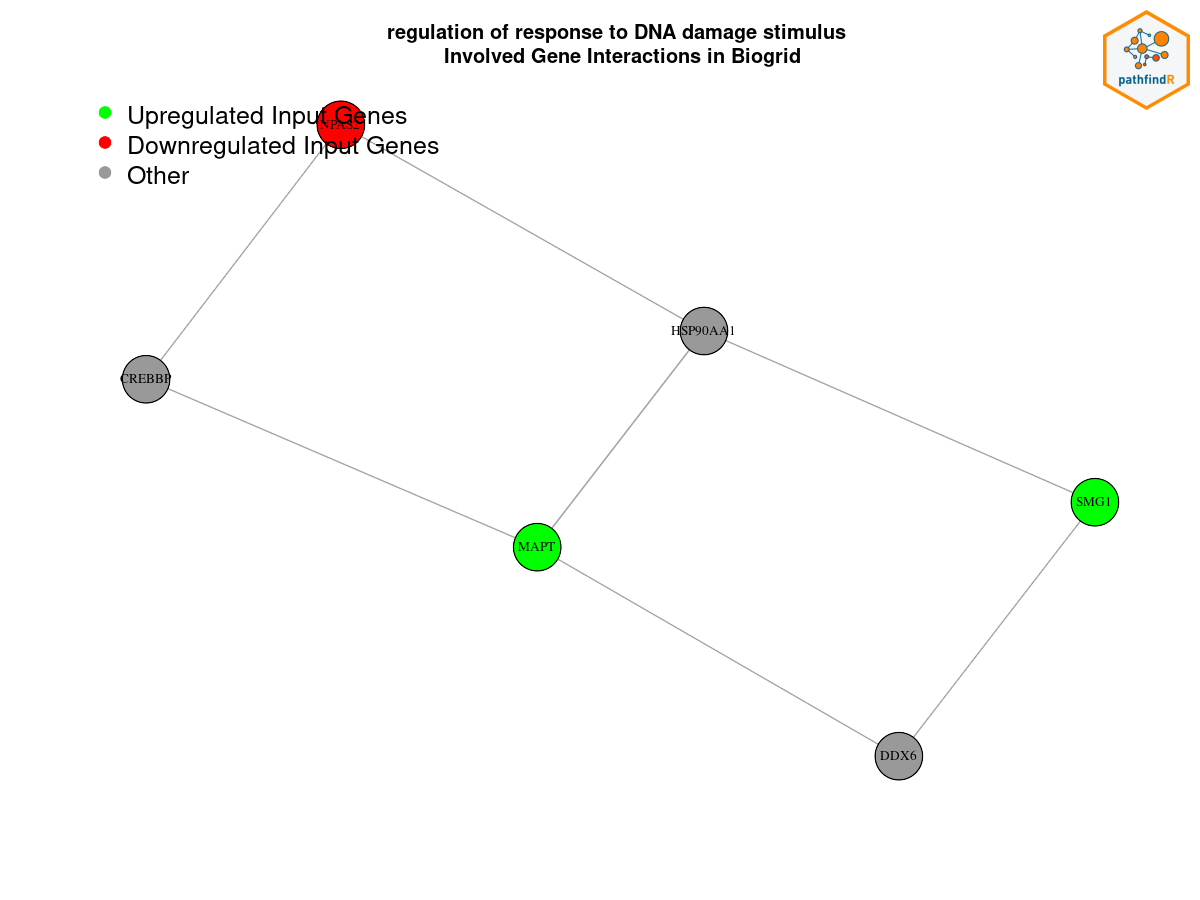 regulation of response to DNA damage stimulus
Involved Gene Interactions in Biogrid
pathfindR
Upregulated Input Genes
NPAS2
Downregulated Input Genes
Other
HSP90AA1
CREBBP
SMG1
MAPT
DDX6